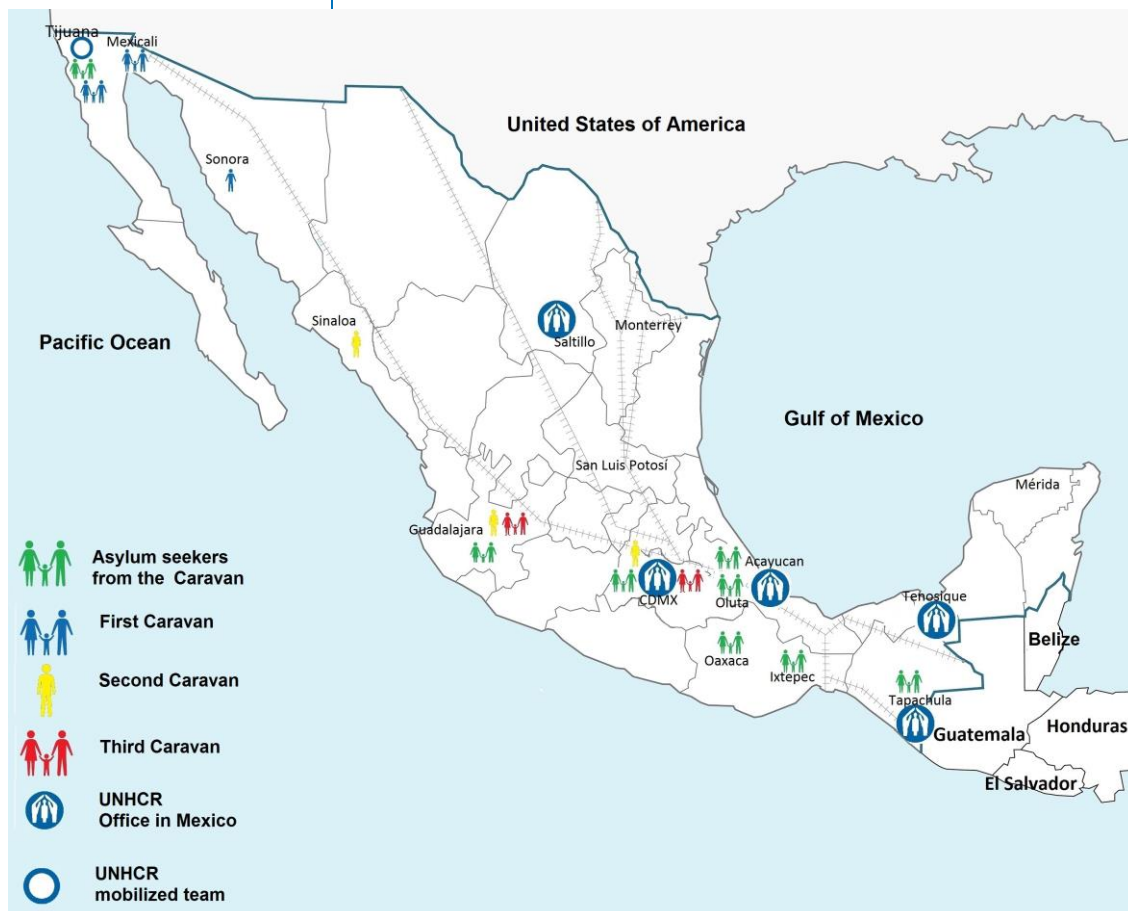 Tijuana
Mexicali
United States of America
Sonora
Sinaloa
Monterrey
Saltillo
Pacific Ocean
Gulf of Mexico
San Luis Potosí
Mérida
Guadalajara
Açayucan
CDMX
Oluta
Tenosique
Belize
Oaxaca
Ixtepec
Tapachula
Guatemala
Honduras
El Salvador
Asylum seekers
from the Caravan
First Caravan
Second Caravan
Third Caravan
UNHCR
Office in Mexico
UNHCR
mobilized team